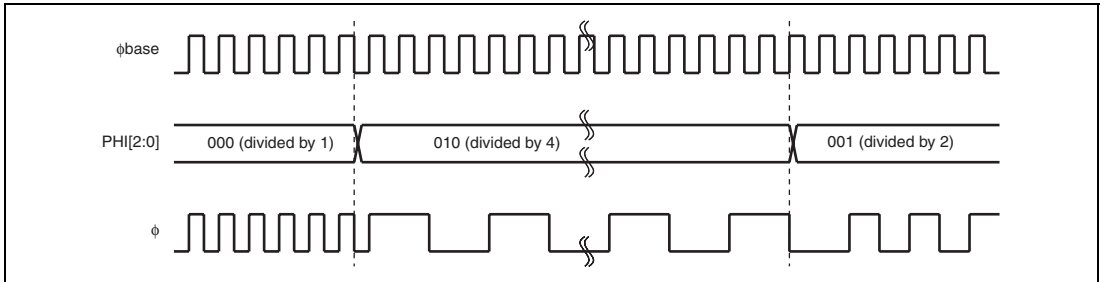 ϕbase
PHI[2:0] 000 (divided by 1) 010 (divided by 4) 001 (divided by 2)
ϕ